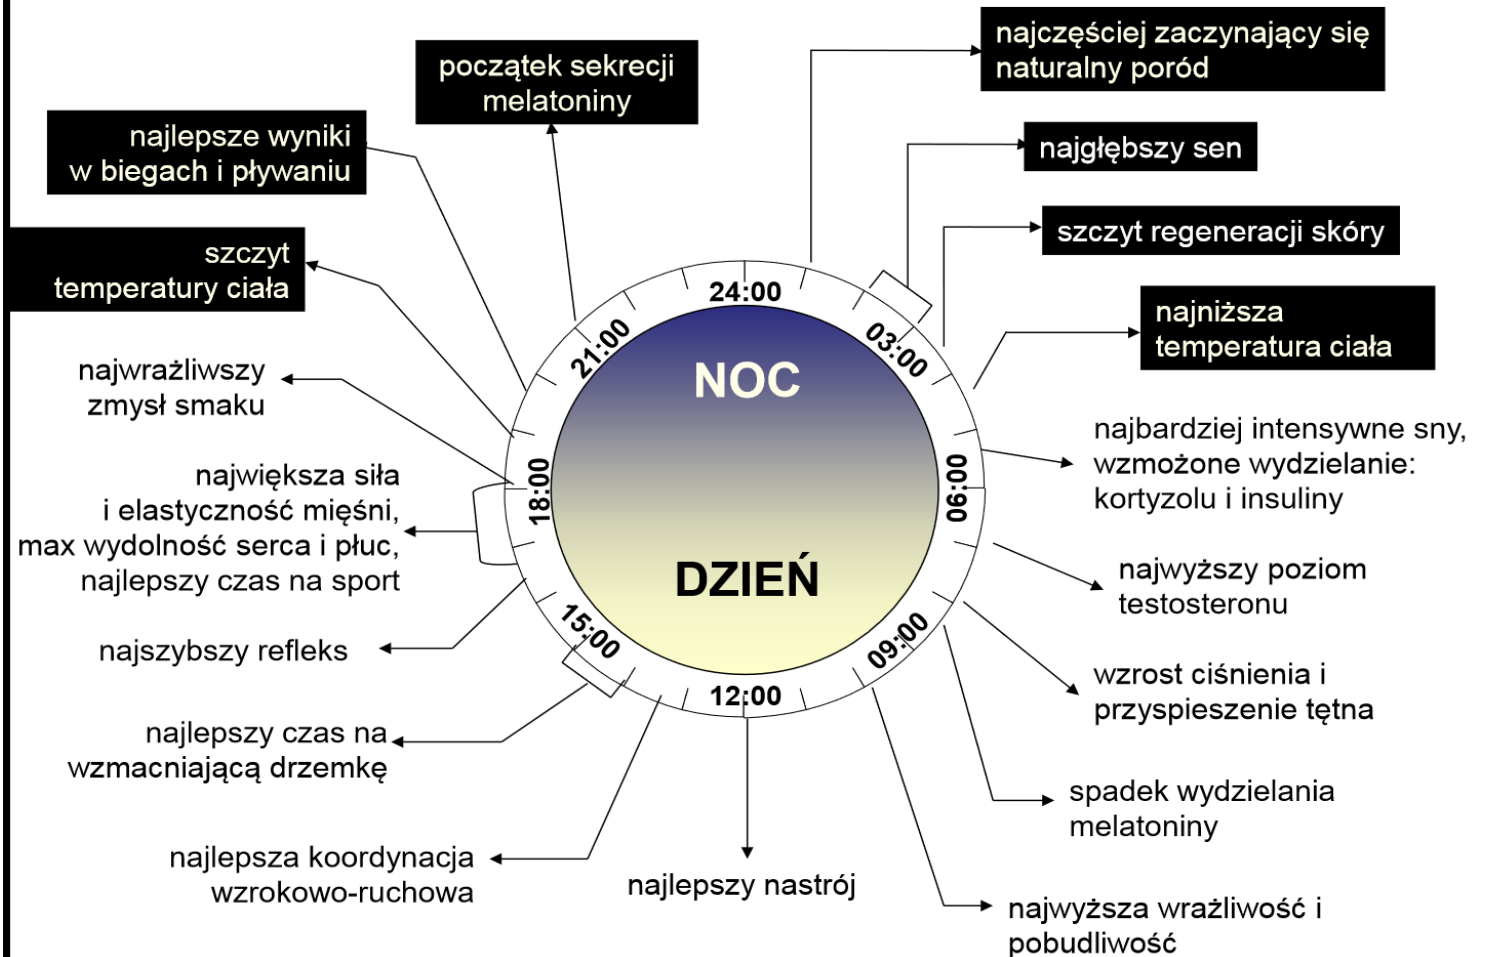 najczęściej zaczynający się
naturalny poród
początek sekrecji
melatoniny
najlepsze wyniki
w biegach i pływaniu
najgłębszy sen
szczyt regeneracji skóry
szczyt
temperatury ciała
najniższa
temperatura ciała
24:00
21:00
03:00
NOC
najwrażliwszy
zmysł smaku
najbardziej intensywne sny,
wzmożone wydzielanie:
kortyzolu i insuliny
największa siła
i elastyczność mięśni,
max wydolność serca i płuc,
najlepszy czas na sport
18:00
06:00
DZIEŃ
najwyższy poziom
testosteronu
najszybszy refleks
15:00
09:00
12:00
wzrost ciśnienia i
przyspieszenie tętna
najlepszy czas na
wzmacniającą drzemkę
spadek wydzielania
melatoniny
najlepsza koordynacja
wzrokowo-ruchowa
najlepszy nastrój
najwyższa wrażliwość i
pobudliwość